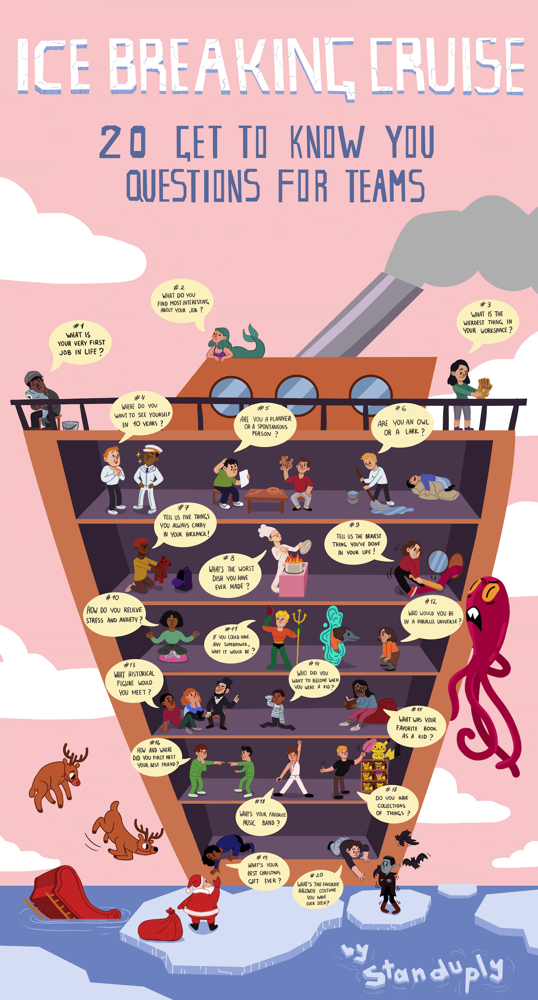 ICE BREAKING CRUISE
20 GET TO KNOW YOU
QUESTIONS FOR TEAMS
#1
WHAT IS
YOUR VERY FIRST
JOB IN LIFE?
#2
WHAT DO YOU
FIND MOST INTERESTING
ABOUT YOUR JOB ?
#3
WHAT IS THE
WIERDEST THING IN
YOUR WORKSPACE?
#4
WHERE DO YOU
WANT TO SEE YOURSELF
IN 10 YEARS ?
#5
ARE YOU A PLANNER
OR A SPONTANEOUS
PERSON ?
#6
ARE YOU AN OWL
OR A LARK?
#7
TELL US FIVE THINGS
YOU ALWAYS CARRY
IN YOUR BACKPACK!
#8
WHAT'S THE WORST
DISH YOU HAVE
EVER MADE ?
#9
TELL US THE BRAVEST
THING YOU'VE DONE
IN YOUR LIFE!
#10
HOW DO YOU RELIEVE
STRESS AND ANXIETY?
#11
IF YOU COULD HAVE
ANY SUPERPOWER,
WHAT IT WOULD BE?
#12
WHO WOULD YOU BE
IN A PARALLEL UNIVERSE?
#13
WHAT HISTORICAL
FIGURE WOULD
YOU MEET?
#14
WHO DID YOU
WANT TO BECOME WHEN
YOU WERE A KID?
#15
WHAT WAS YOUR
FAVORITE BOOK
AS A KID ?
#16
HOW AND WHERE
DID YOU FIRST MEET
YOUR BEST FRIEND?
#17
WHAT'S YOUR FAVORITE
MUSIC BAND ?
#18
DO YOU HAVE
COLLECTIONS
OF THINGS ?
#19
WHAT'S YOUR
BEST CHRISTMAS
GIFT EVER ?
#20
WHAT'S THE FAVORITE
HALLOWEN COSTUME
YOU HAVE
EVER SEEN?
by
standuply